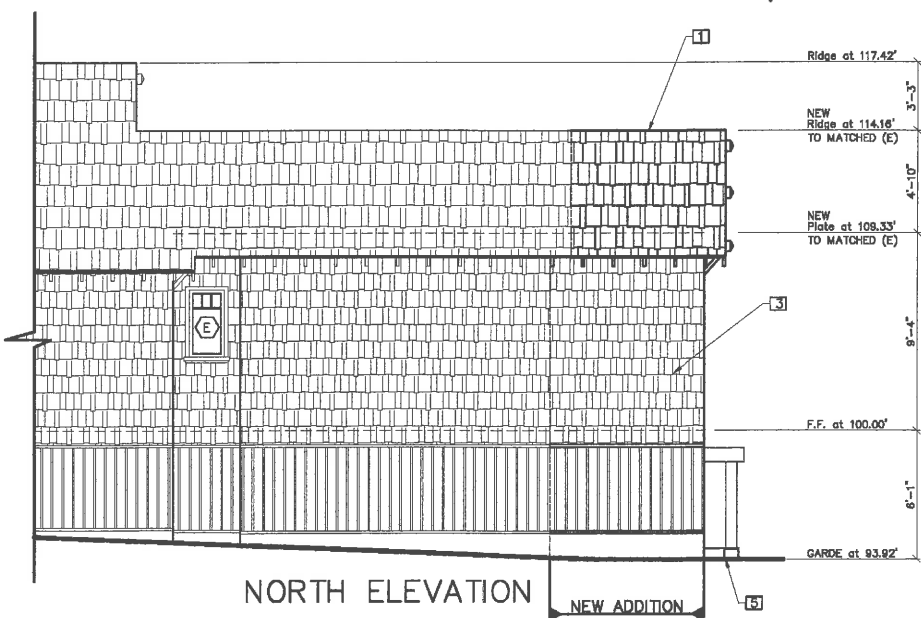 1
Ridge at 117.42'
3'-3"
NEW
Ridge at 114.16'
TO MATCHED (E)
4'-10"
NEW
Plate at 109.33'
TO MATCHED (E)
3
E
9'-4"
F.F. at 100.00'
6'-1"
GARDE at 93.92'
NORTH ELEVATION
NEW ADDITION
5